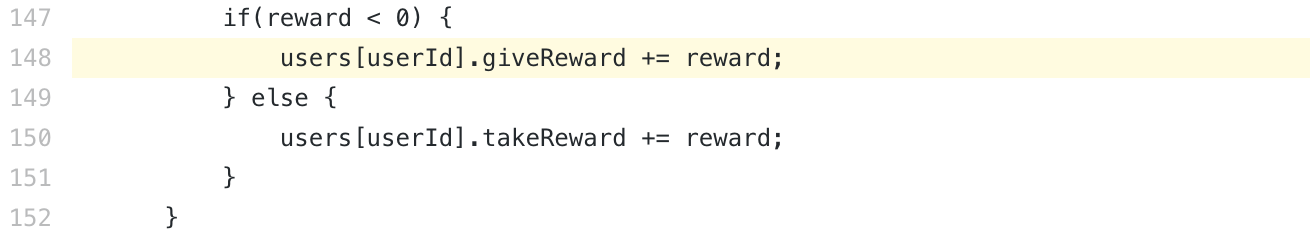 147 if(reward < 0) {
148 users[userId].giveReward += reward;
149 } else {
150 users[userId].takeReward += reward;
151 }
152 }